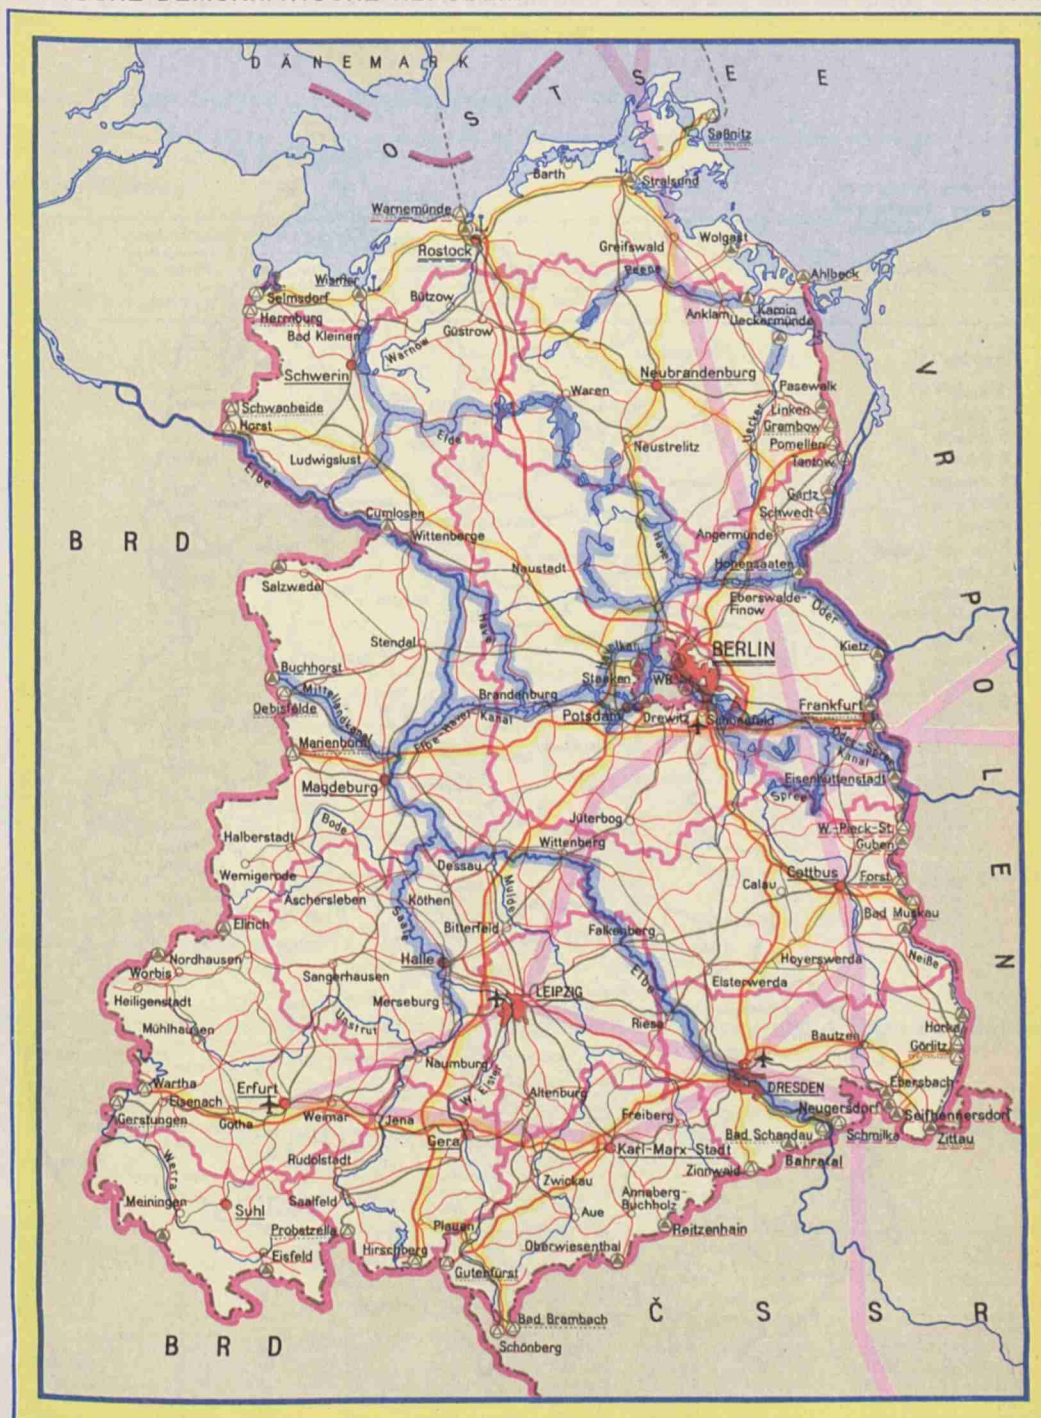 DÄNEMARK
OSTSEE
Saßnitz
Barth
Stralsund
Warnemünde
Rostock
Greifswald
Wolgast
Peene
Ahlbeck
Wismar
Selmsdorf
Herrnburg
Bad Kleinen
Bützow
Güstrow
Anklam
Kamin
Ueckermünde
Warnow
Schwerin
Neubrandenburg
Waren
Pasewalk
Linken
Grambow
Pomellen
Tantow
Schwanheide
Horst
Elde
Neustrelitz
Uecker
Ludwigslust
Elbe
Gartz
Schwedt
Cumlosen
Wittenberge
Angermünde
Havel
Hohensaaten
BRD
VR POLEN
Salzwedel
Neustadt
Eberswalde-
Finow
Oder
Stendal
BERLIN
Kietz
Buchhorst
Mittellandkanal
Oebisfelde
Staaken
WB
Brandenburg
Potsdam
Drewitz
Schönefeld
Frankfurt
Elbe-Havel-
Kanal
Marienborn
Oder-Spree
Kanal
Magdeburg
Eisenhüttenstadt
Spree
Bode
Jüterbog
W.-Pieck-St.
Guben
Halberstadt
Wittenberg
Wernigerode
Dessau
Mulde
Cottbus
Forst
Aschersleben
Köthen
Calau
Bad Muskau
Saale
Bitterfeld
Falkenberg
Ellrich
Nordhausen
Halle
Elbe
Hoyerswerda
Neiße
Worbis
Sangerhausen
Elsterwerda
Heiligenstadt
Merseburg
LEIPZIG
Mühlhausen
Unstrut
Riesa
Bautzen
Horka
Görlitz
Naumburg
W. Elster
Wartha
Erfurt
DRESDEN
Ebersbach
Eisenach
Altenburg
Gerstungen
Gotha
Weimar
Jena
Freiberg
Neugersdorf
Seifhennersdorf
Gera
Karl-Marx-Stadt
Bad Schandau
Schmilka
Zittau
Bahratal
Zinnwald
Rudolstadt
Werra
Zwickau
Meiningen
Suhl
Saalfeld
Annaberg-
Buchholz
Aue
Probstzella
Plauen
Reitzenhain
Eisfeld
Hirschberg
Oberwiesenthal
Gutenfürst
ČSSR
BRD
Bad Brambach
Schönberg